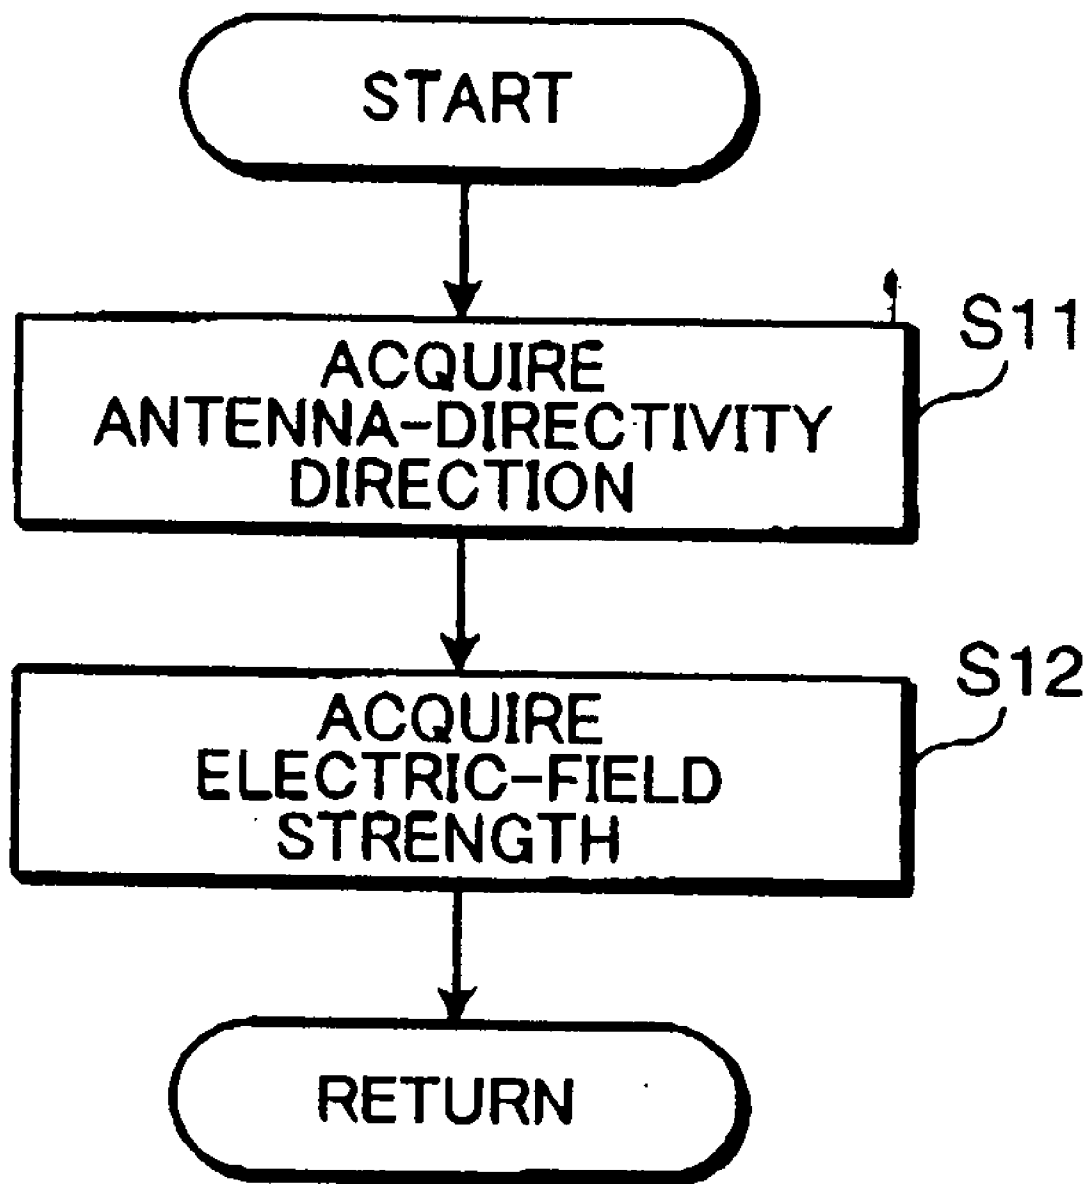 START
S11
ACQUIRE
ANTENNA-DIRECTIVITY
DIRECTION
S12
ACQUIRE
ELECTRIC-FIELD
STRENGTH
RETURN